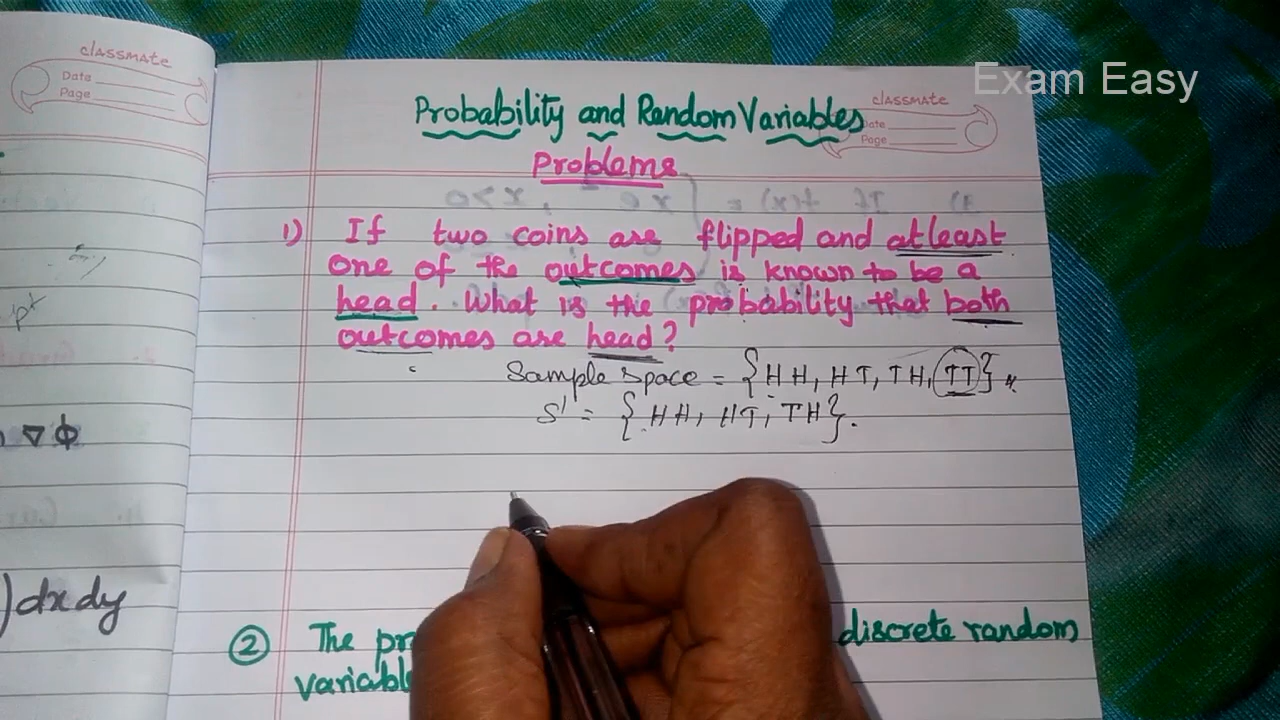 Exam Easy
classmate
Date
Page
classmate
Date
Page
Probability and Random Variables
Problems
1) If two coins are flipped and atleast
one of the outcomes is known to be a
head. What is the probability that both
outcomes are head?
Sample space = {HH, HT, TH, TT}
S' = {HH, HT, TH}.
∇ϕ
)dxdy
② The discrete random